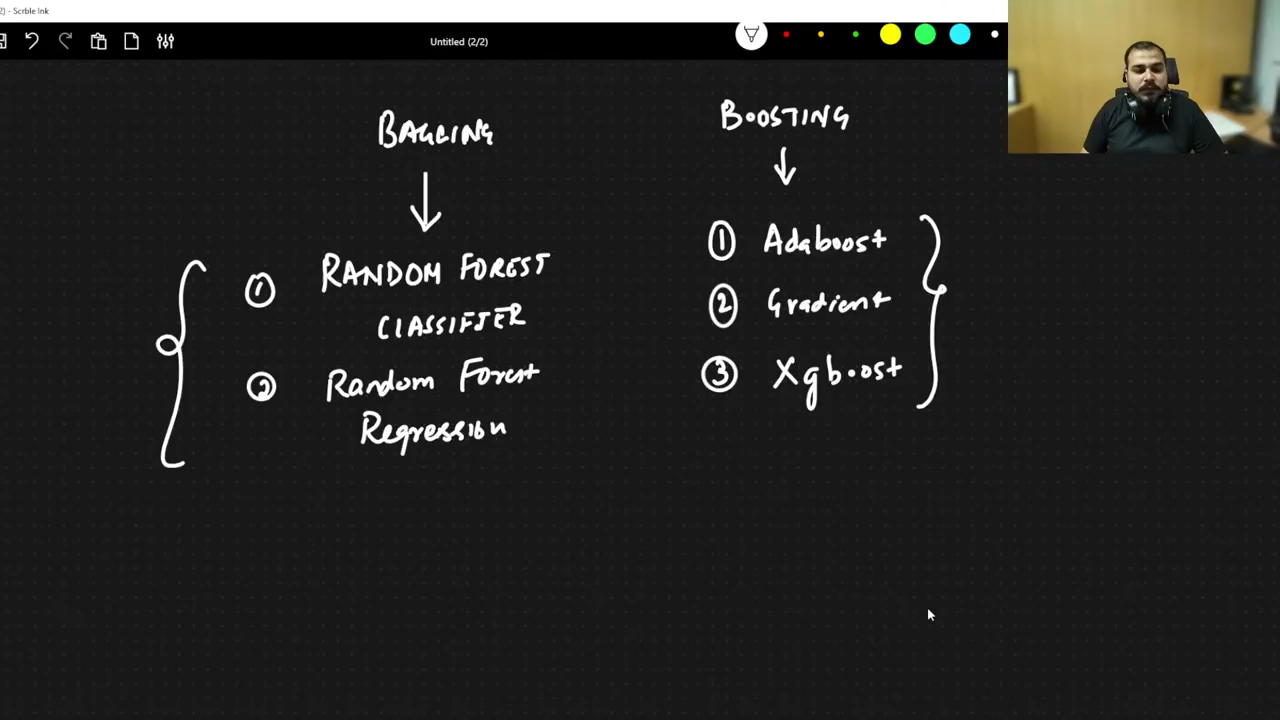 2) - Scrble Ink
Untitled (2/2)
BAGGING
① RANDOM FOREST
CLASSIFIER
② Random Forest
Regression
BOOSTING
① Adaboost
② Gradient
③ Xgboost